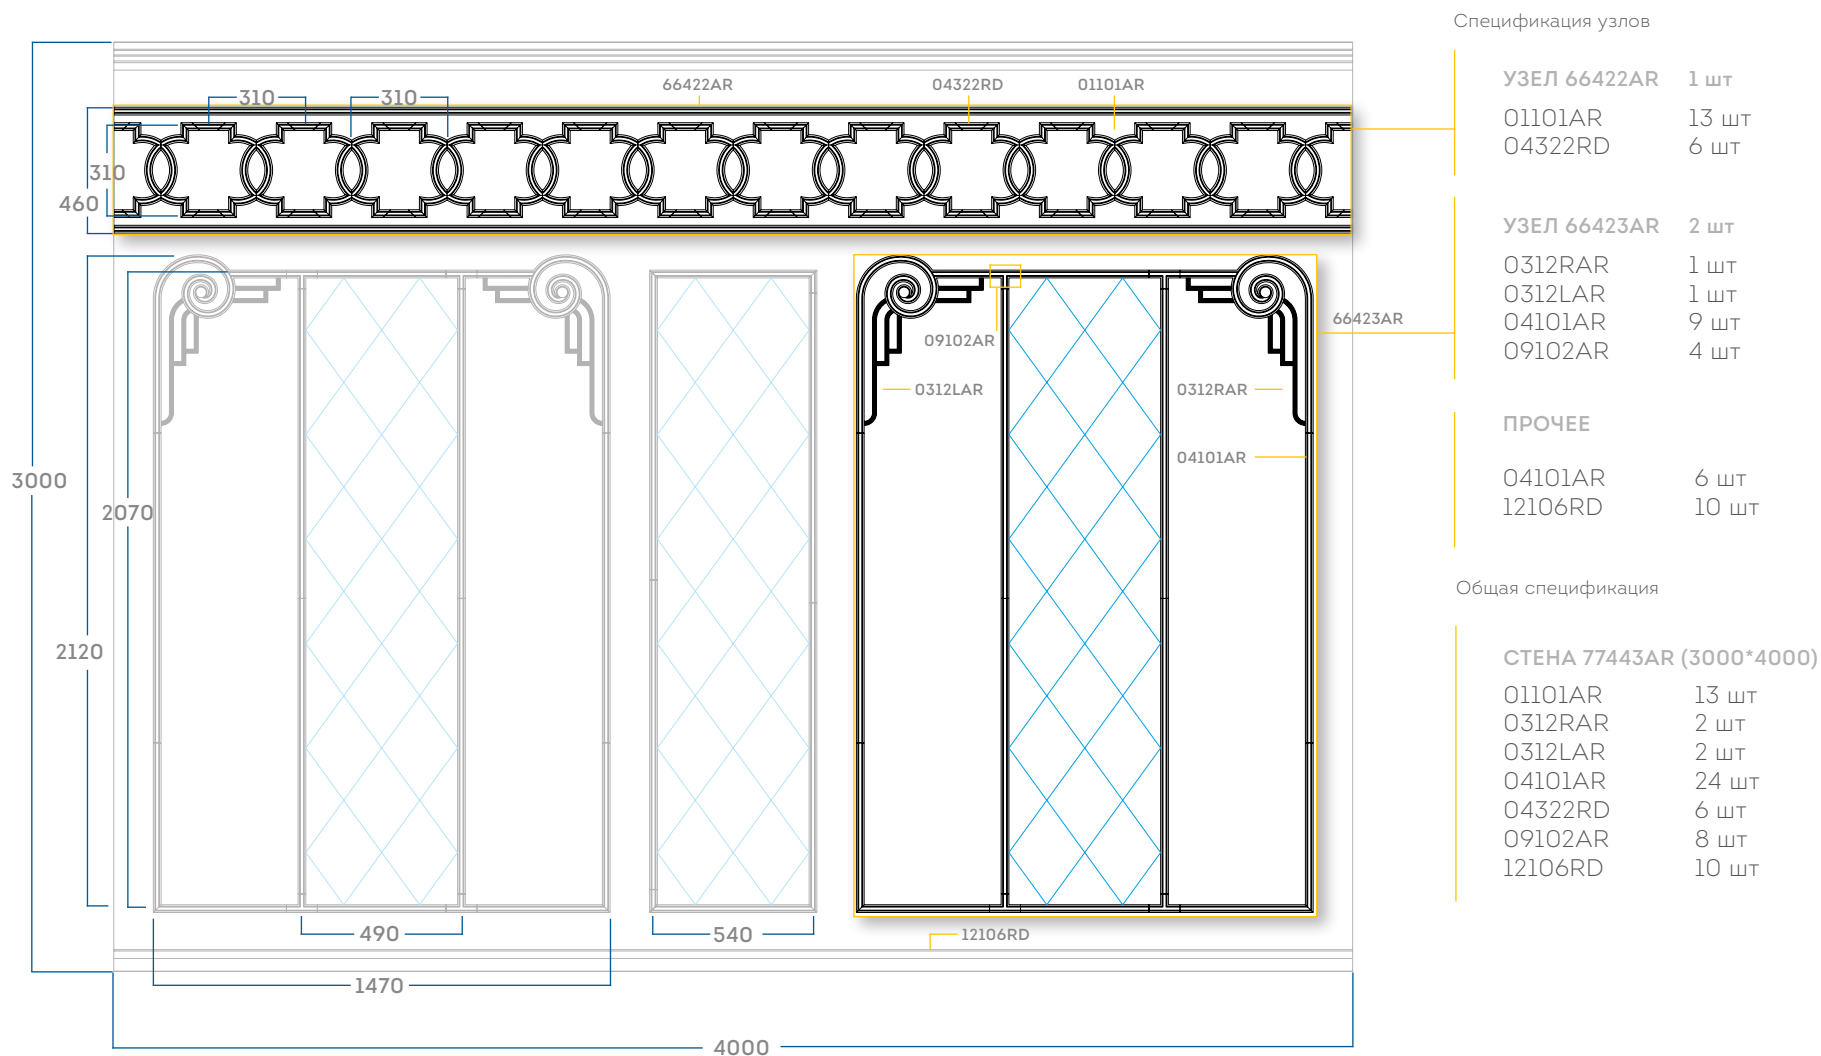 Спецификация узлов
66422AR 04322RD 01101AR
УЗЕЛ 66422AR 1 шт
01101AR 13 шт
04322RD 6 шт
310 310
310
460
УЗЕЛ 66423AR 2 шт
0312RAR 1 шт
0312LAR 1 шт
04101AR 9 шт
09102AR 4 шт
66423AR
09102AR
0312LAR 0312RAR
ПРОЧЕЕ
04101AR 6 шт
12106RD 10 шт
04101AR
3000
2070
2120
Общая спецификация
СТЕНА 77443AR (3000*4000)
01101AR 13 шт
0312RAR 2 шт
0312LAR 2 шт
04101AR 24 шт
04322RD 6 шт
09102AR 8 шт
12106RD 10 шт
490 540 12106RD
1470
4000